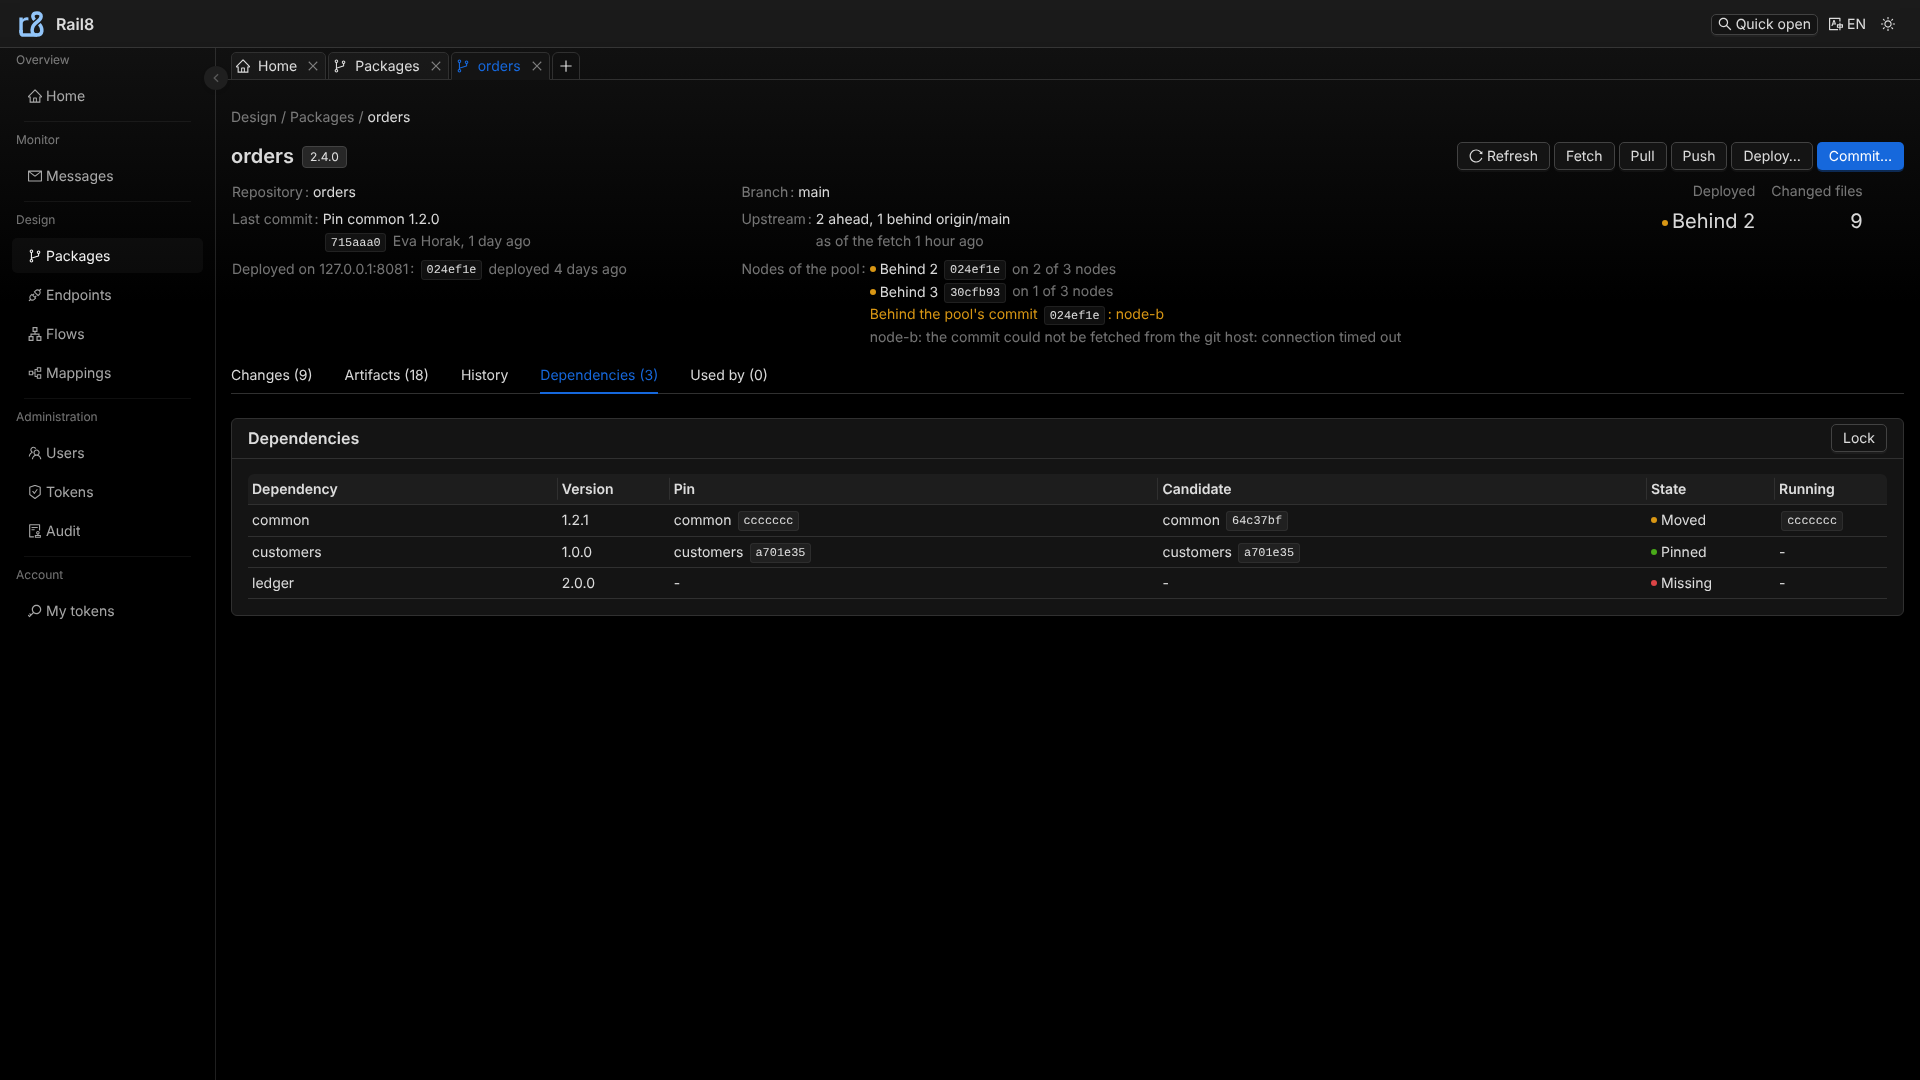 Rail8
Quick open
EN
Overview
Home
Monitor
Messages
Design
Packages
Endpoints
Flows
Mappings
Administration
Users
Tokens
Audit
Account
My tokens
Home
Packages
orders
Design / Packages / orders
orders 2.4.0
Refresh
Fetch
Pull
Push
Deploy...
Commit...
Repository: orders
Branch: main
Deployed
Behind 2
Changed files
9
Last commit: Pin common 1.2.0
715aaa0 Eva Horak, 1 day ago
Upstream: 2 ahead, 1 behind origin/main
as of the fetch 1 hour ago
Deployed on 127.0.0.1:8081: 024ef1e deployed 4 days ago
Nodes of the pool: Behind 2 024ef1e on 2 of 3 nodes
Behind 3 30cfb93 on 1 of 3 nodes
Behind the pool's commit 024ef1e : node-b
node-b: the commit could not be fetched from the git host: connection timed out
Changes (9)
Artifacts (18)
History
Dependencies (3)
Used by (0)
Dependencies
Lock
Dependency Version Pin Candidate State Running
common 1.2.1 common ccccccc common 64c37bf Moved ccccccc
customers 1.0.0 customers a701e35 customers a701e35 Pinned -
ledger 2.0.0 - - Missing -